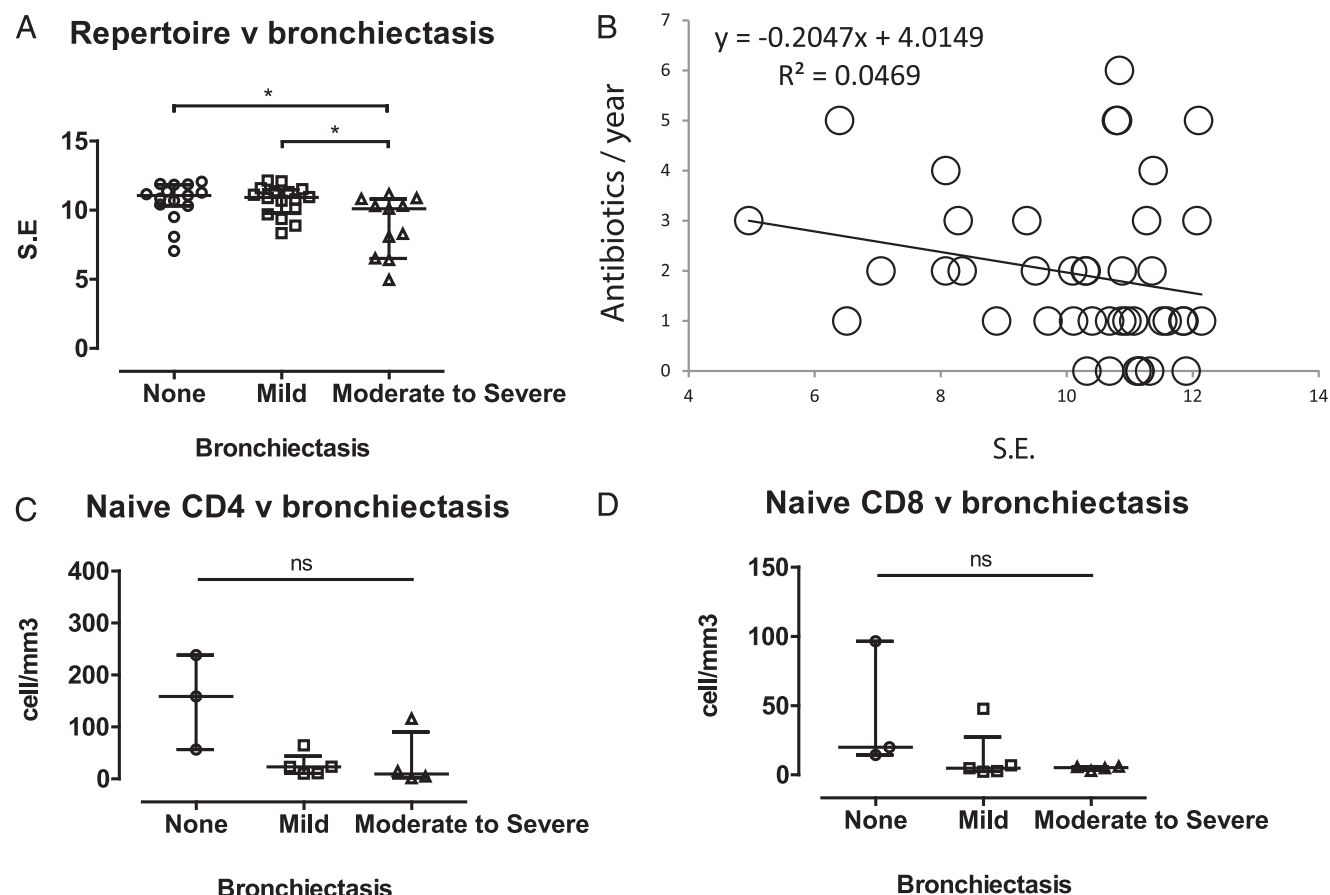 A Repertoire v bronchiectasis
*
*
15
10
5
0
S.E
None Mild Moderate to Severe
Bronchiectasis
B
y = -0.2047x + 4.0149
R² = 0.0469
7
6
5
4
3
2
1
0
Antibiotics / year
4 6 8 10 12 14
S.E.
C Naive CD4 v bronchiectasis
ns
400
300
200
100
0
cell/mm3
None Mild Moderate to Severe
Bronchiectasis
D Naive CD8 v bronchiectasis
ns
150
100
50
0
cell/mm3
None Mild Moderate to Severe
Bronchiectasis